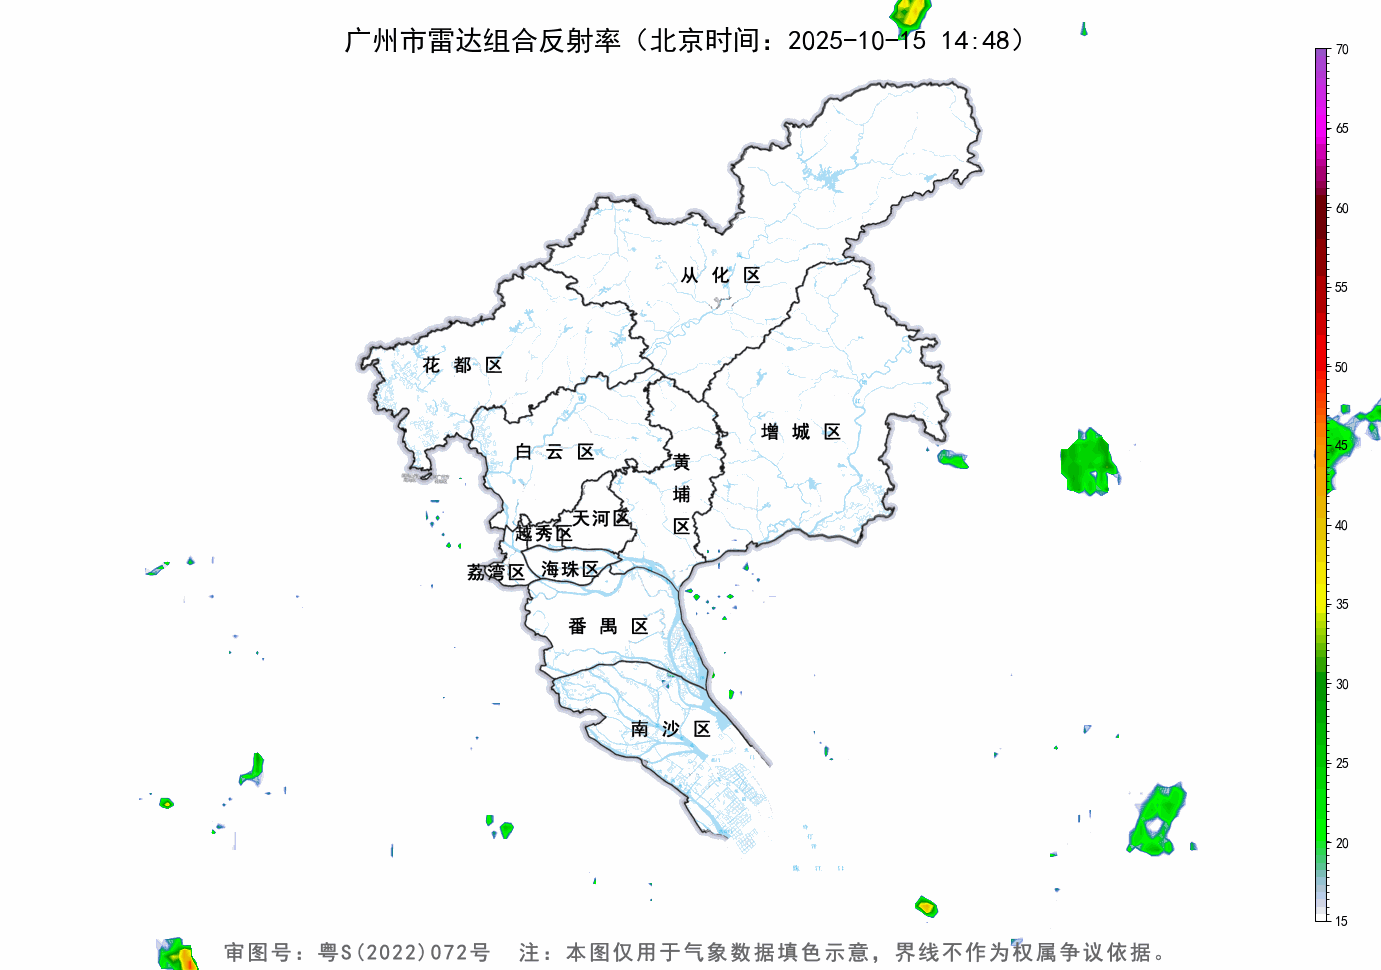 广州市雷达组合反射率（北京时间：2025-10-15 14:48）
70
65
60
55
50
45
40
35
30
25
20
15
从化区
花都区
增城区
白云区
黄埔区
天河区
越秀区
荔湾区
海珠区
番禺区
南沙区
审图号：粤S(2022)072号 注：本图仅用于气象数据填色示意，界线不作为权属争议依据。